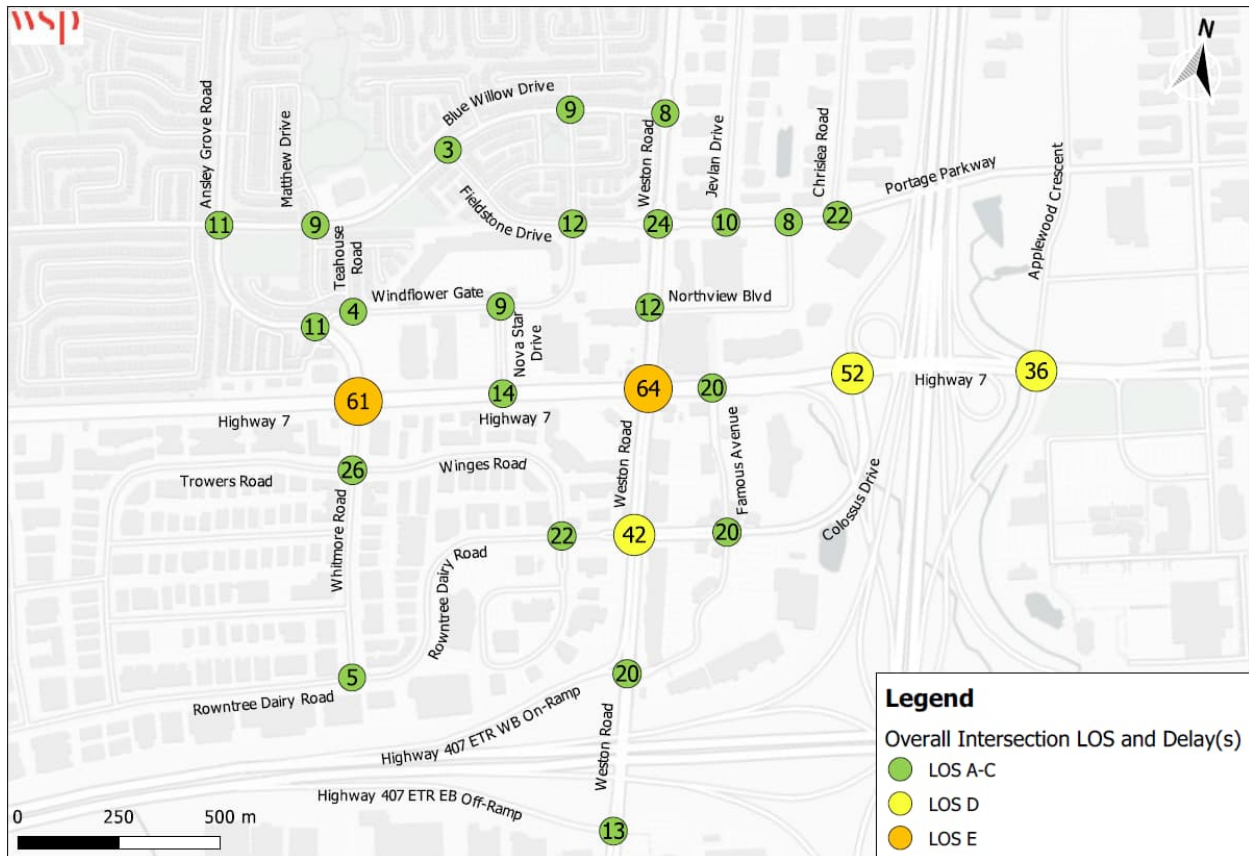 wsp
N
Blue Willow Drive
9
8
3
Ansley Grove Road
Matthew Drive
Weston Road
Jevlan Drive
Chrislea Road
Portage Parkway
Applewood Crescent
11
9
Fieldstone Drive
12
24
10
8
22
Teahouse
Road
Windflower Gate
4
11
9
Nova Star
Drive
12
Northview Blvd
61
14
64
20
52
36
Highway 7
Highway 7
Highway 7
26
Trowers Road
Winges Road
Weston Road
Famous Avenue
Colossus Drive
Whitmore Road
22
42
20
Rowntree Dairy Road
5
20
Rowntree Dairy Road
Highway 407 ETR WB On-Ramp
Weston Road
Highway 407 ETR EB Off-Ramp
13
0
250
500 m
Legend
Overall Intersection LOS and Delay(s)
LOS A-C
LOS D
LOS E